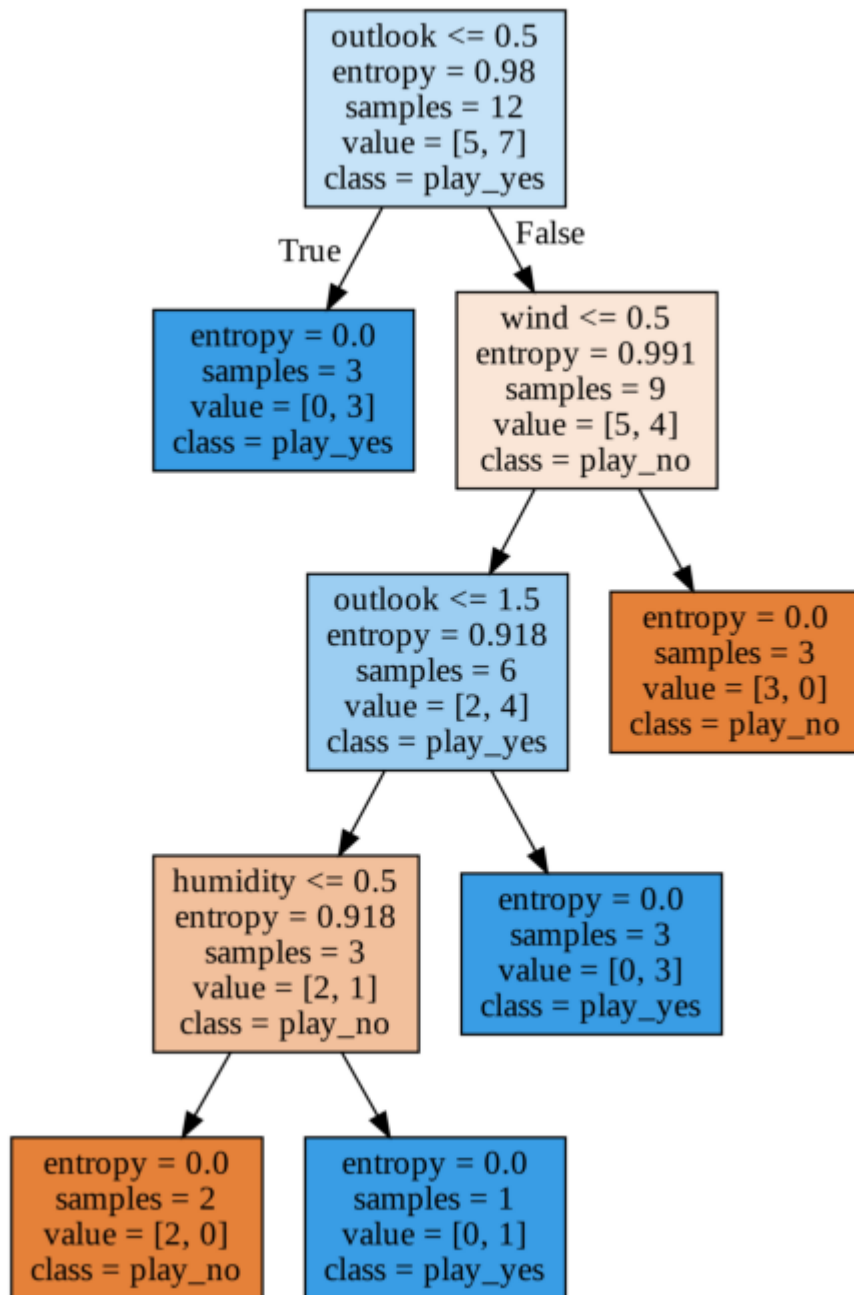 outlook <= 0.5
entropy = 0.98
samples = 12
value = [5, 7]
class = play_yes
True
False
entropy = 0.0
samples = 3
value = [0, 3]
class = play_yes
wind <= 0.5
entropy = 0.991
samples = 9
value = [5, 4]
class = play_no
outlook <= 1.5
entropy = 0.918
samples = 6
value = [2, 4]
class = play_yes
entropy = 0.0
samples = 3
value = [3, 0]
class = play_no
humidity <= 0.5
entropy = 0.918
samples = 3
value = [2, 1]
class = play_no
entropy = 0.0
samples = 3
value = [0, 3]
class = play_yes
entropy = 0.0
samples = 2
value = [2, 0]
class = play_no
entropy = 0.0
samples = 1
value = [0, 1]
class = play_yes